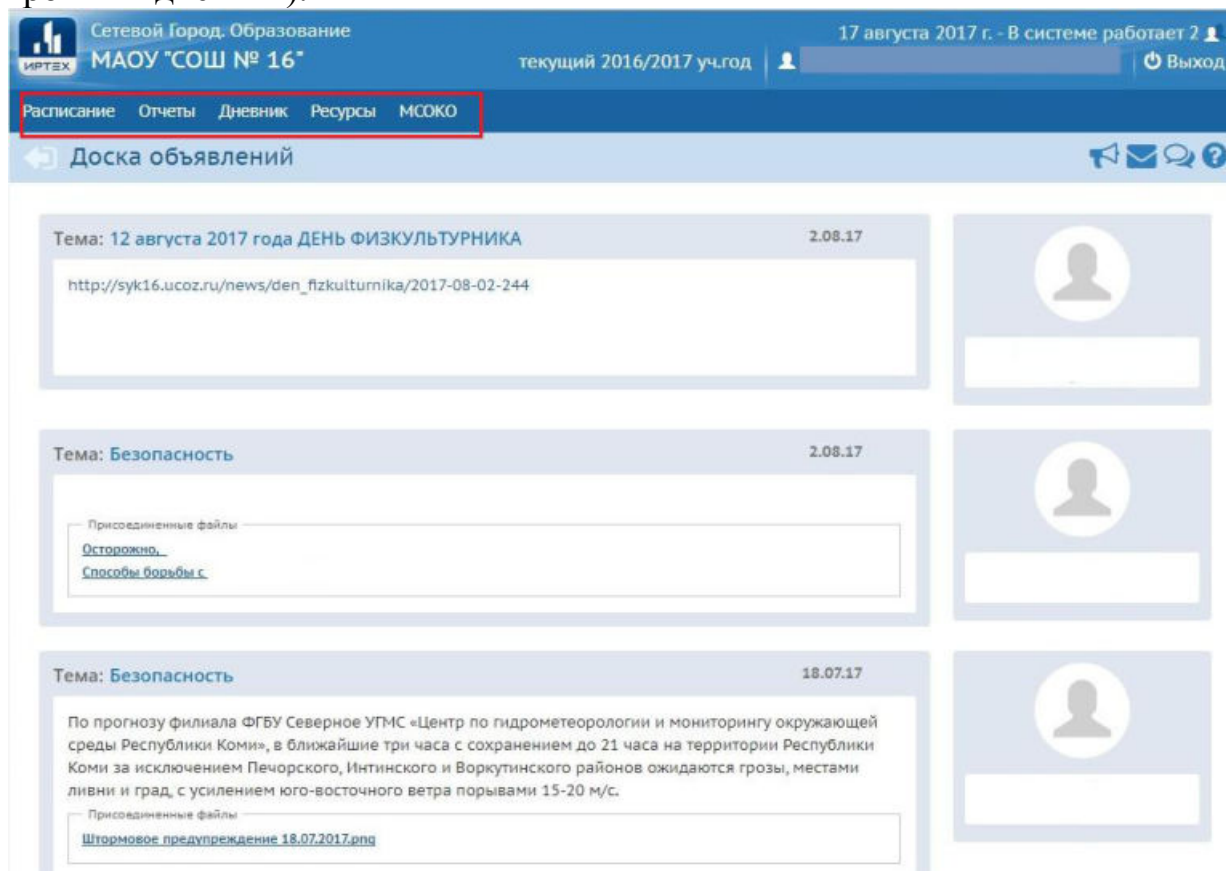 Сетевой Город. Образование
17 августа 2017 г. - В системе работает 2
ИРТЕХ
МАОУ "СОШ № 16"
текущий 2016/2017 уч.год
Выход
Расписание Отчеты Дневник Ресурсы МСОКО
Доска объявлений
Тема: 12 августа 2017 года ДЕНЬ ФИЗКУЛЬТУРНИКА 2.08.17
http://syk16.ucoz.ru/news/den_fizkulturnika/2017-08-02-244
Тема: Безопасность 2.08.17
Присоединенные файлы
Осторожно,
Способы борьбы с
Тема: Безопасность 18.07.17
По прогнозу филиала ФГБУ Северное УГМС «Центр по гидрометеорологии и мониторингу окружающей
среды Республики Коми», в ближайшие три часа с сохранением до 21 часа на территории Республики
Коми за исключением Печорского, Интинского и Воркутинского районов ожидаются грозы, местами
ливни и град, с усилением юго-восточного ветра порывами 15-20 м/с.
Присоединенные файлы
Штормовое предупреждение 18.07.2017.png